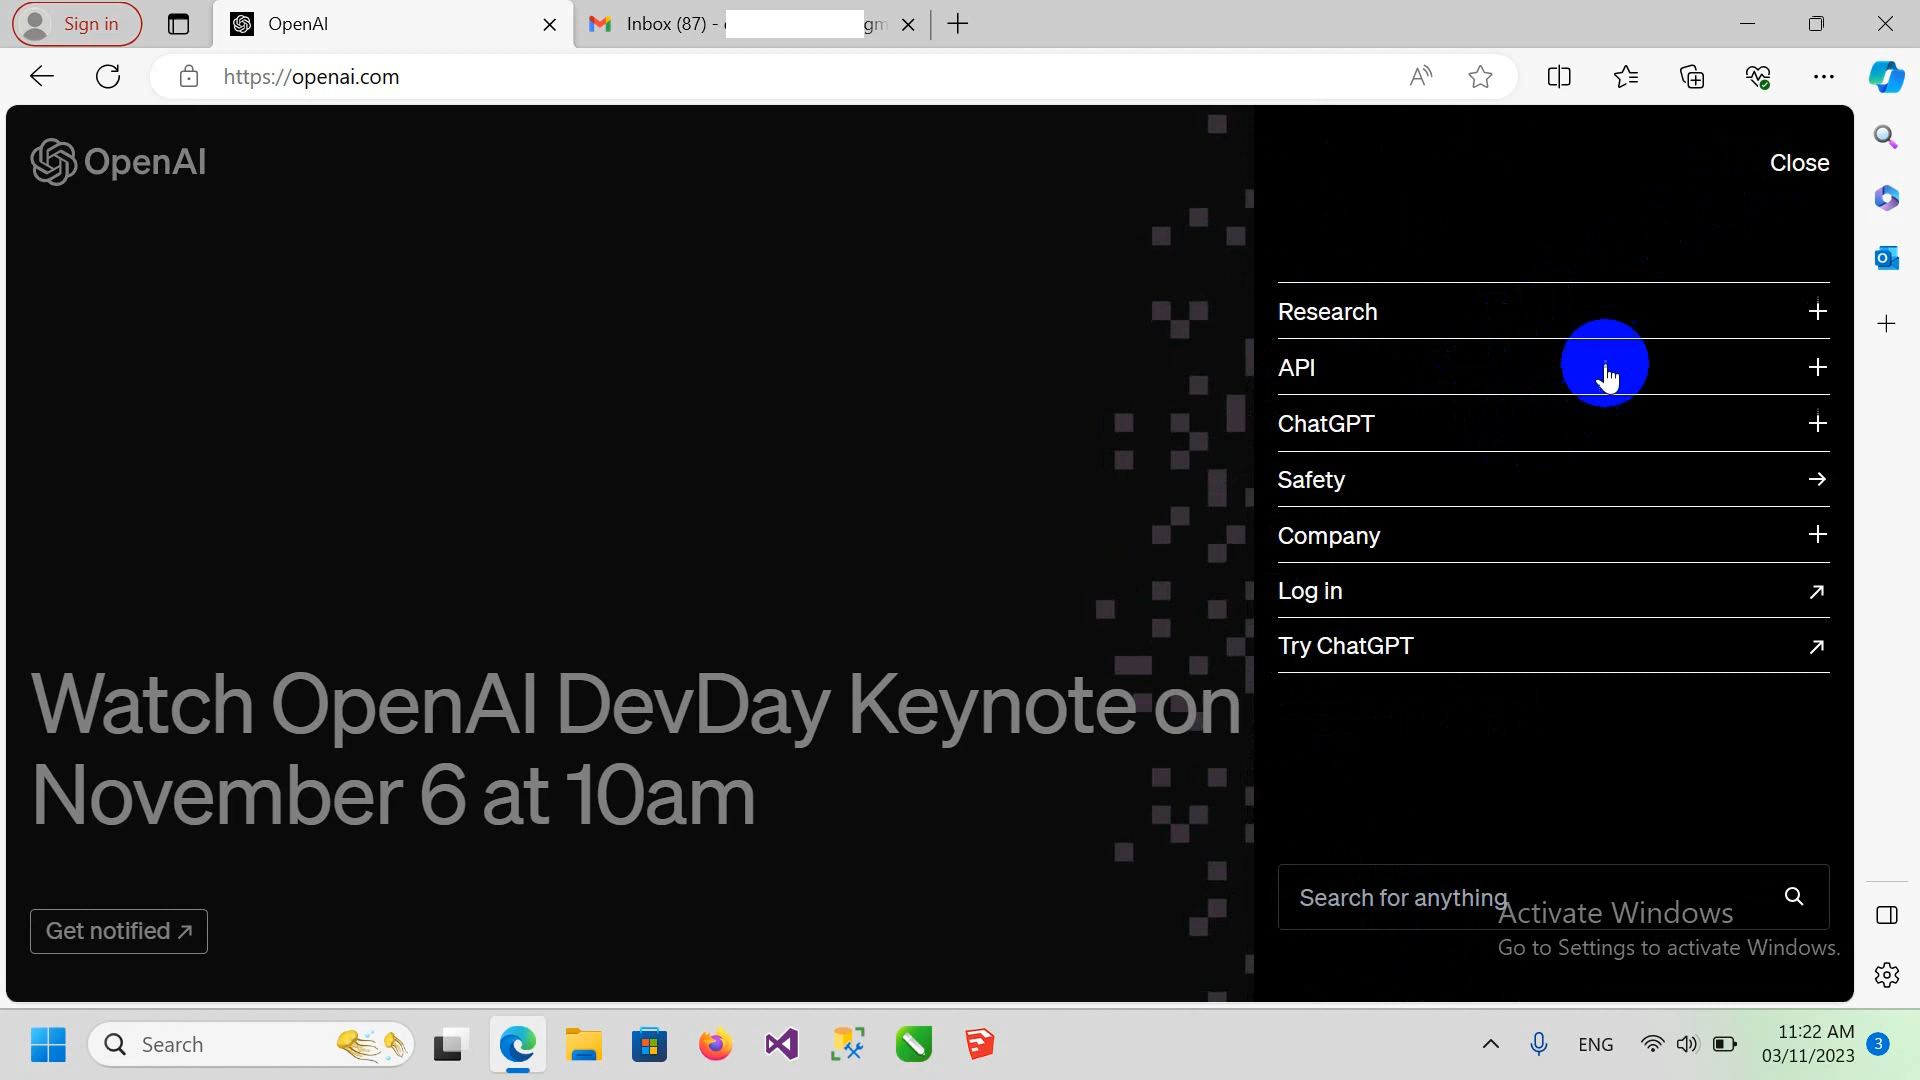 Sign in
OpenAI
Inbox (87) -
gm
https://openai.com
OpenAI
Close
Research
API
ChatGPT
Safety
Company
Log in
Try ChatGPT
Watch OpenAI DevDay Keynote on
November 6 at 10am
Get notified
Search for anything
Activate Windows
Go to Settings to activate Windows.
Search
ENG
11:22 AM
03/11/2023
3